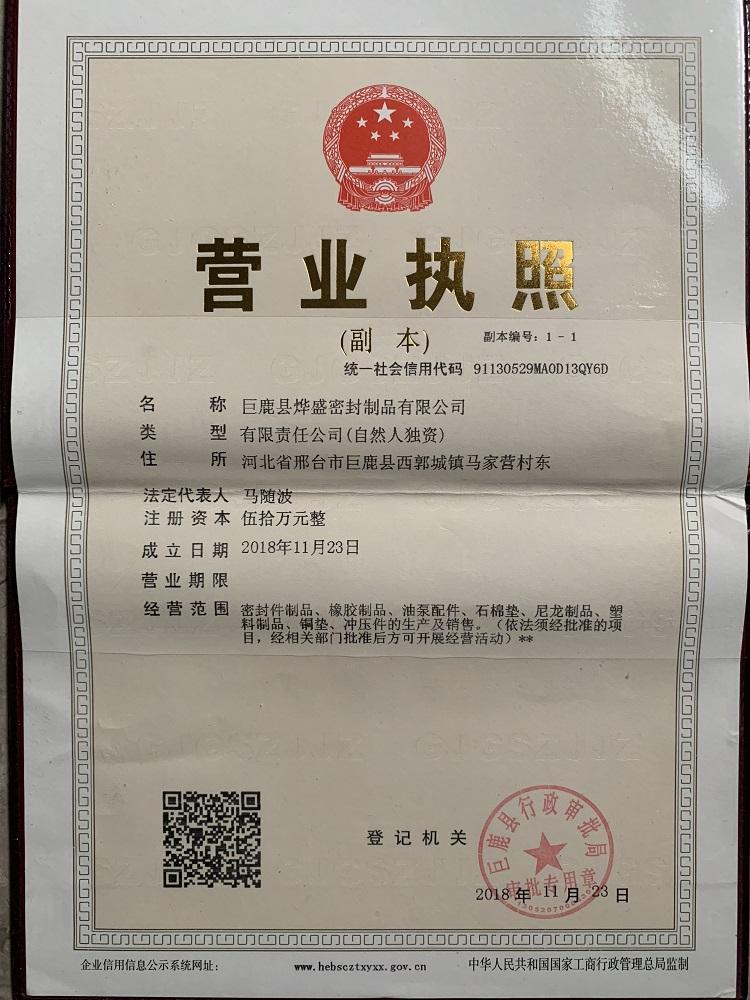 营业执照
(副 本)
副本编号：1－1
统一社会信用代码 91130529MA0D13QY6D
名 称 巨鹿县烨盛密封制品有限公司
类 型 有限责任公司(自然人独资)
住 所 河北省邢台市巨鹿县西郭城镇马家营村东
法定代表人 马随波
注册资本 伍拾万元整
成立日期 2018年11月23日
营业期限
经营范围 密封件制品、橡胶制品、油泵配件、石棉垫、尼龙制品、塑
料制品、铜垫、冲压件的生产及销售。（依法须经批准的项
目，经相关部门批准后方可开展经营活动）**
巨鹿县行政审批局
登记机关
审批专用章
2018 年 11 月 23 日
企业信用信息公示系统网址： www.hebscztxyxx.gov.cn 中华人民共和国国家工商行政管理总局监制